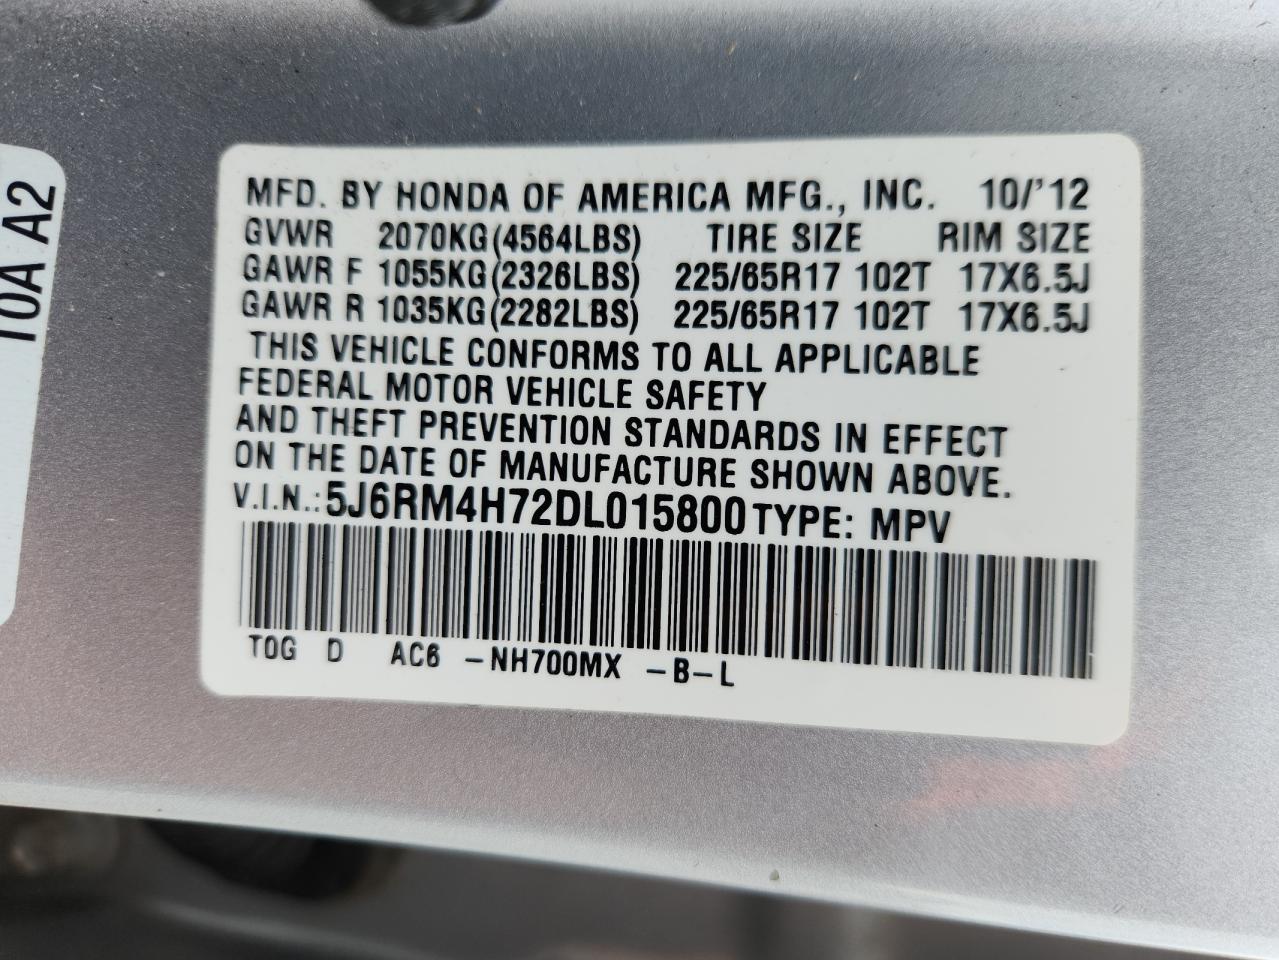 MFD. BY HONDA OF AMERICA MFG., INC. 10/'12
GVWR 2070KG(4564LBS) TIRE SIZE RIM SIZE
GAWR F 1055KG(2326LBS) 225/65R17 102T 17X6.5J
GAWR R 1035KG(2282LBS) 225/65R17 102T 17X6.5J
THIS VEHICLE CONFORMS TO ALL APPLICABLE
FEDERAL MOTOR VEHICLE SAFETY
AND THEFT PREVENTION STANDARDS IN EFFECT
ON THE DATE OF MANUFACTURE SHOWN ABOVE.
V.I.N.: 5J6RM4H72DL015800 TYPE: MPV
T0G D AC6 -NH700MX -B-L
T0A A2